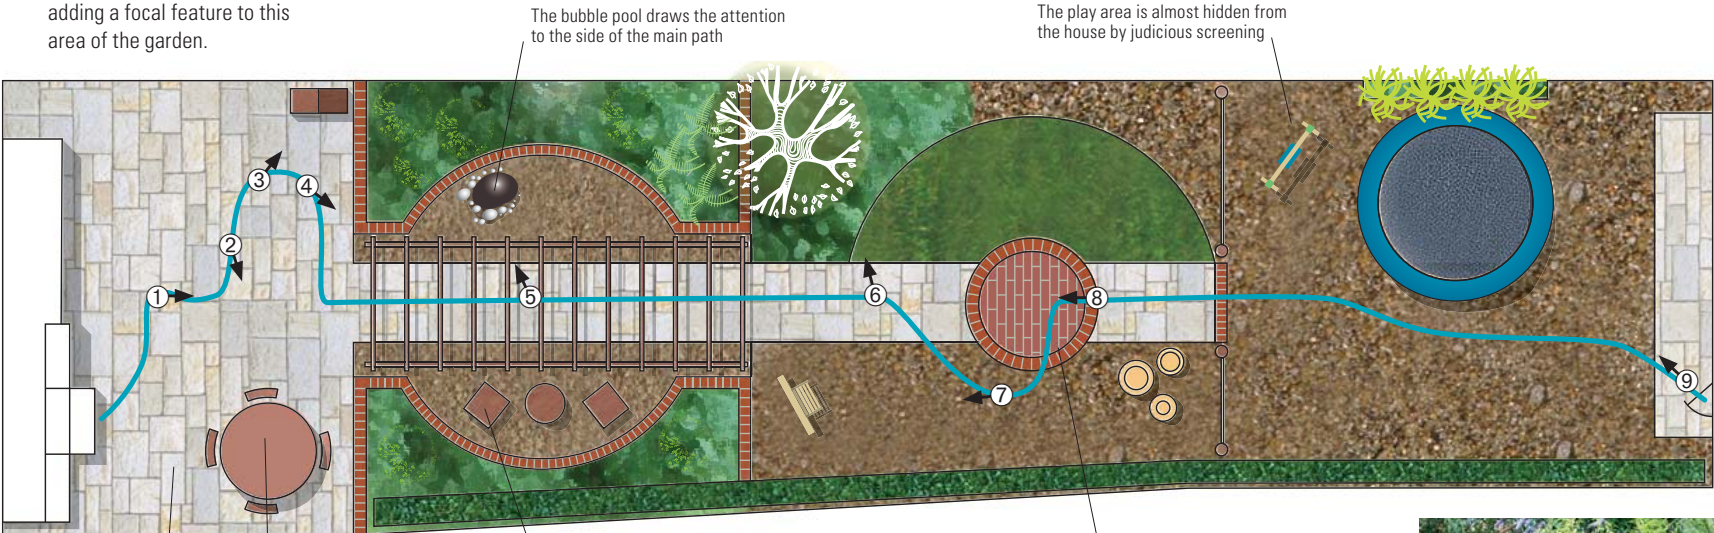 adding a focal feature to this
area of the garden.
The bubble pool draws the attention
to the side of the main path
The play area is almost hidden from
the house by judicious screening
3
4
2
1
5
6
8
7
9